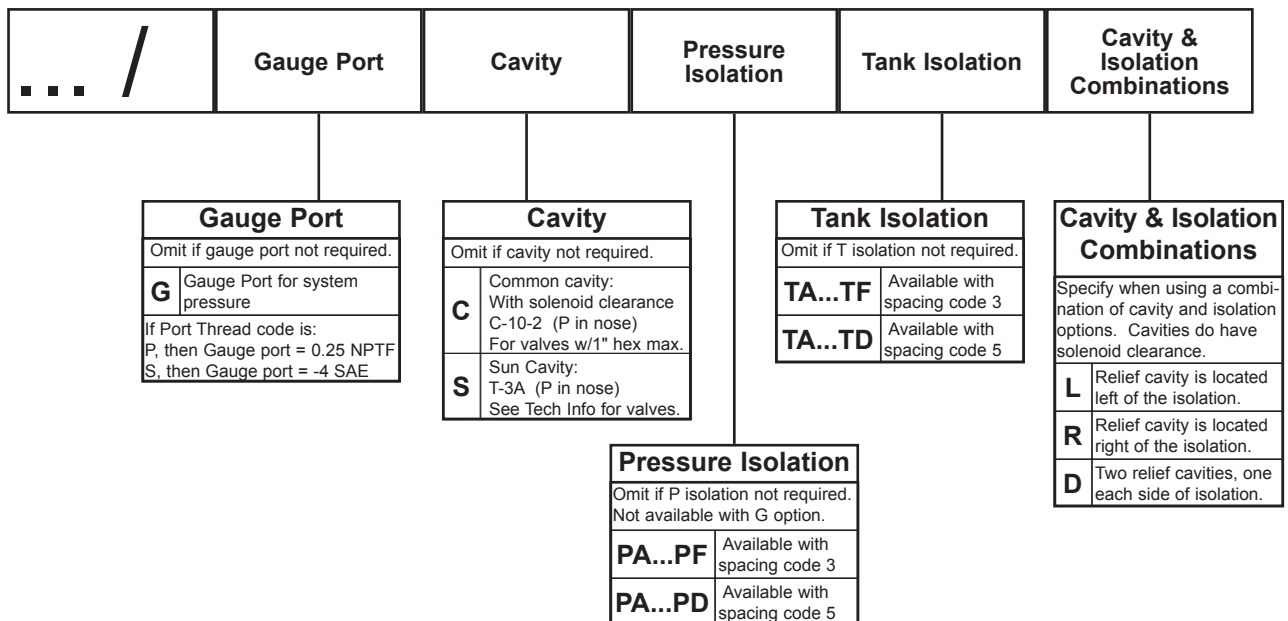 ... /
Gauge Port
Cavity
Pressure
Isolation
Tank Isolation
Cavity &
Isolation
Combinations
Gauge Port
Omit if gauge port not required.
G
Gauge Port for system
pressure
If Port Thread code is:
P, then Gauge port = 0.25 NPTF
S, then Gauge port = -4 SAE
Cavity
Omit if cavity not required.
C
Common cavity:
With solenoid clearance
C-10-2 (P in nose)
For valves w/1" hex max.
S
Sun Cavity:
T-3A (P in nose)
See Tech Info for valves.
Pressure Isolation
Omit if P isolation not required.
Not available with G option.
PA...PF
Available with
spacing code 3
PA...PD
Available with
spacing code 5
Tank Isolation
Omit if T isolation not required.
TA...TF
Available with
spacing code 3
TA...TD
Available with
spacing code 5
Cavity & Isolation
Combinations
Specify when using a combi-
nation of cavity and isolation
options. Cavities do have
solenoid clearance.
L
Relief cavity is located
left of the isolation.
R
Relief cavity is located
right of the isolation.
D
Two relief cavities, one
each side of isolation.